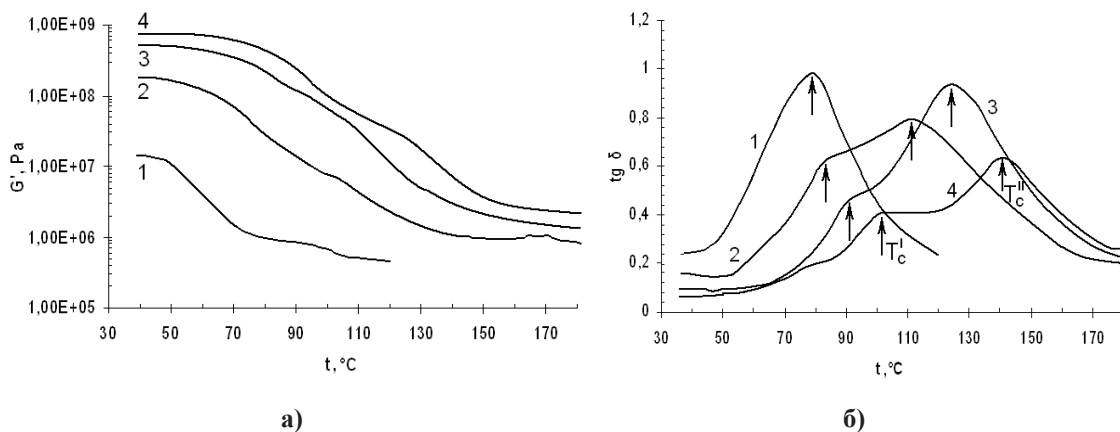 1,00E+09
1,00E+08
1,00E+07
1,00E+06
1,00E+05
G', Pa
4
3
2
1
30 50 70 90 110 130 150 170
t, °C
а)
1,2
1
0,8
0,6
0,4
0,2
0
tg δ
1
2
3
4
T'c
T''c
30 50 70 90 110 130 150 170
t, °C
б)